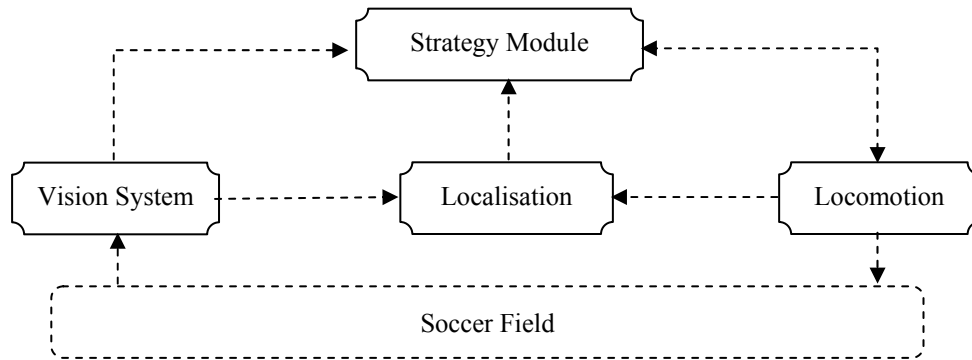 Strategy Module
Vision System
Localisation
Locomotion
Soccer Field